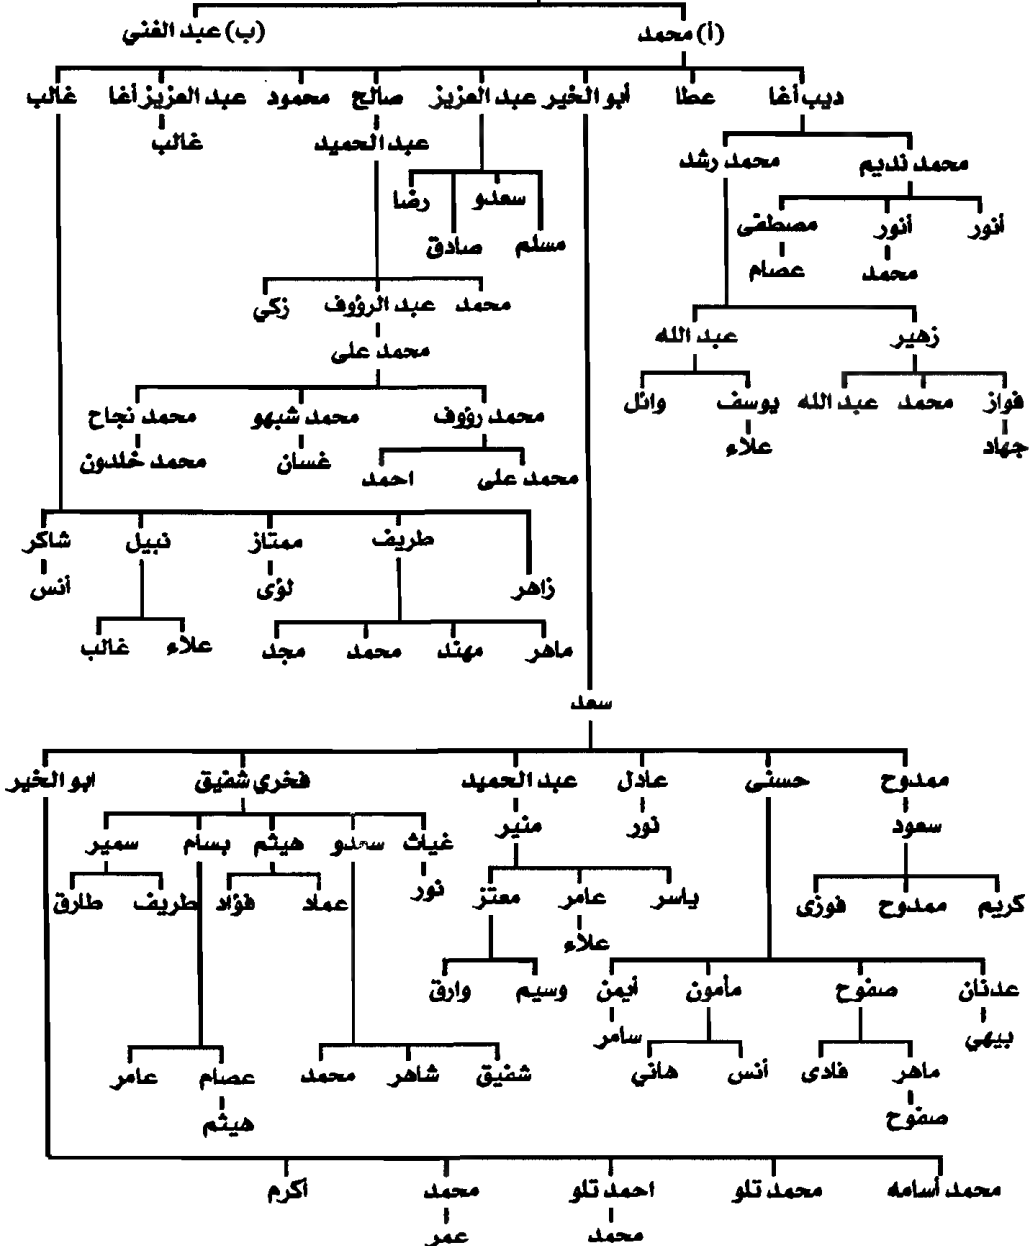 (أ) محمد (ب) عبد الغني
ديب أغا عطا أبو الخير عبد العزيز صالح محمود عبد العزيز أغا غالب
عبد الحميد غالب
محمد نديم محمد رشد
سعدو رضا
أنور أنور مصطفى
مسلم صادق
محمد عصام
محمد عبد الرؤوف زكي
زهير عبد الله
محمد على
فواز محمد عبد الله يوسف وائل
محمد رؤوف محمد شبهو محمد نجاح
جهاد علاء
غسان محمد خلدون
محمد على احمد
طريف ممتاز نبيل شاكر
زاهر لؤى أنس
ماهر مهند محمد مجد علاء غالب
سعد
ممدوح حسنى عادل عبد الحميد فخري شفيق ابو الخير
سعود نور منير
غياث سعدو هيثم بسام سمير
نور
كريم ممدوح فوزى ياسر عامر معتز عماد فؤاد طريف طارق
علاء
عدنان صفوح مأمون أيمن وسيم وارق
بيهي سامر
ماهر فادى أنس هاني شفيق شاهر محمد عصام عامر
صفوح هيثم
محمد أسامه محمد تلو احمد تلو محمد أكرم
محمد عمر